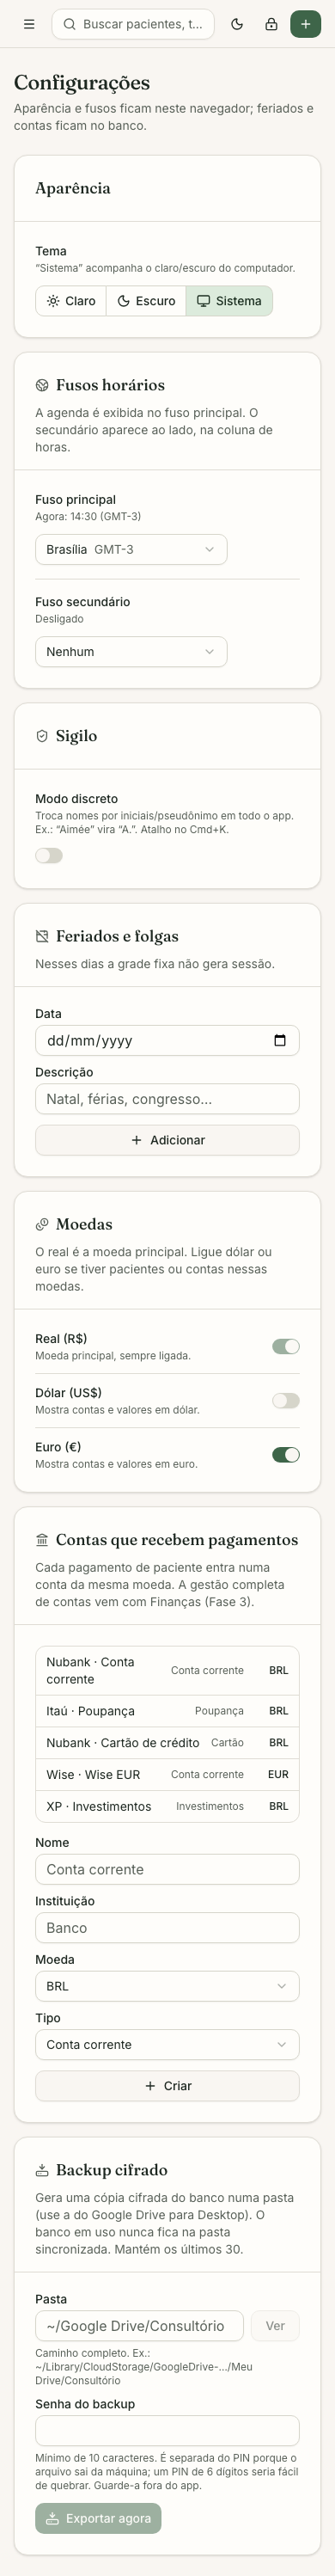 Buscar pacientes, t...
Configurações
Aparência e fusos ficam neste navegador; feriados e
contas ficam no banco.
Aparência
Tema
“Sistema” acompanha o claro/escuro do computador.
Claro
Escuro
Sistema
Fusos horários
A agenda é exibida no fuso principal. O
secundário aparece ao lado, na coluna de
horas.
Fuso principal
Agora: 14:30 (GMT-3)
Brasília GMT-3
Fuso secundário
Desligado
Nenhum
Sigilo
Modo discreto
Troca nomes por iniciais/pseudônimo em todo o app.
Ex.: “Aimée” vira “A.”. Atalho no Cmd+K.
Feriados e folgas
Nesses dias a grade fixa não gera sessão.
Data
dd/mm/yyyy
Descrição
Natal, férias, congresso...
Adicionar
Moedas
O real é a moeda principal. Ligue dólar ou
euro se tiver pacientes ou contas nessas
moedas.
Real (R$)
Moeda principal, sempre ligada.
Dólar (US$)
Mostra contas e valores em dólar.
Euro (€)
Mostra contas e valores em euro.
Contas que recebem pagamentos
Cada pagamento de paciente entra numa
conta da mesma moeda. A gestão completa
de contas vem com Finanças (Fase 3).
Nubank · Conta
corrente
Conta corrente BRL
Itaú · Poupança Poupança BRL
Nubank · Cartão de crédito Cartão BRL
Wise · Wise EUR Conta corrente EUR
XP · Investimentos Investimentos BRL
Nome
Conta corrente
Instituição
Banco
Moeda
BRL
Tipo
Conta corrente
Criar
Backup cifrado
Gera uma cópia cifrada do banco numa pasta
(use a do Google Drive para Desktop). O
banco em uso nunca fica na pasta
sincronizada. Mantém os últimos 30.
Pasta
~/Google Drive/Consultório
Ver
Caminho completo. Ex.:
~/Library/CloudStorage/GoogleDrive-.../Meu
Drive/Consultório
Senha do backup
Mínimo de 10 caracteres. É separada do PIN porque o
arquivo sai da máquina; um PIN de 6 dígitos seria fácil
de quebrar. Guarde-a fora do app.
Exportar agora